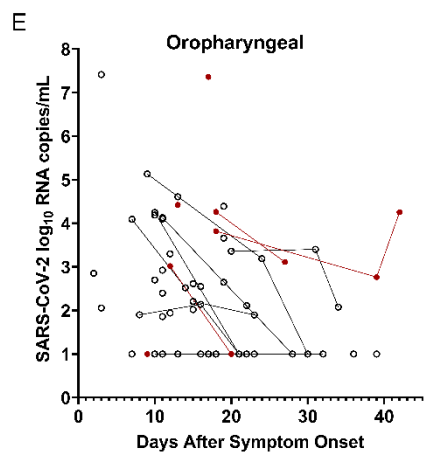 E
Oropharyngeal
SARS-CoV-2 log₁₀ RNA copies/mL
8
7
6
5
4
3
2
1
0
0 10 20 30 40
Days After Symptom Onset